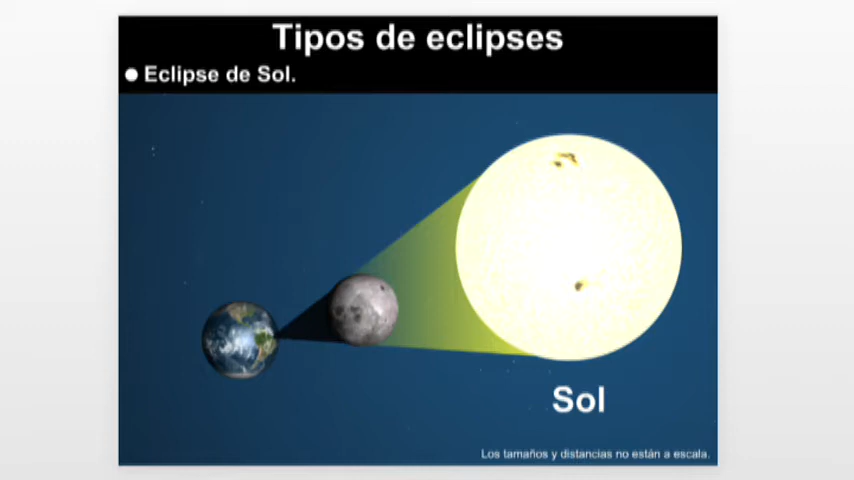 Tipos de eclipses
Eclipse de Sol.
Sol
Los tamaños y distancias no están a escala.